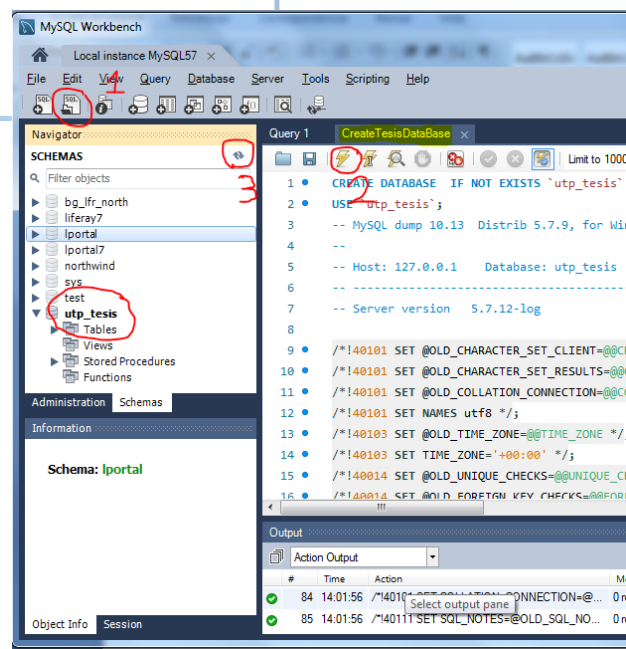 MySQL Workbench
Local instance MySQL57 ×
File Edit View Query Database Server Tools Scripting Help
1
Navigator
Query 1 CreateTesisDataBase ×
SCHEMAS
Limit to 1000
Filter objects
3
2
bg_lfr_north
liferay7
lportal
lportal7
northwind
sys
test
utp_tesis
Tables
Views
Stored Procedures
Functions
Administration Schemas
Information
Schema: lportal
Object Info Session
1 CREATE DATABASE IF NOT EXISTS `utp_tesis`
2 USE `utp_tesis`;
3 -- MySQL dump 10.13 Distrib 5.7.9, for Win
4 --
5 -- Host: 127.0.0.1 Database: utp_tesis
6 -- ------------------------------------
7 -- Server version 5.7.12-log
8
9 /*!40101 SET @OLD_CHARACTER_SET_CLIENT=@@C
10 /*!40101 SET @OLD_CHARACTER_SET_RESULTS=@@
11 /*!40101 SET @OLD_COLLATION_CONNECTION=@@C
12 /*!40101 SET NAMES utf8 */;
13 /*!40103 SET @OLD_TIME_ZONE=@@TIME_ZONE */
14 /*!40103 SET TIME_ZONE='+00:00' */;
15 /*!40014 SET @OLD_UNIQUE_CHECKS=@@UNIQUE_C
16 /*!40014 SET @OLD_FOREIGN_KEY_CHECKS=@@FOR
Output
Action Output
# Time Action
84 14:01:56 /*!40101 SET COLLATION_CONNECTION=@...
Select output pane
85 14:01:56 /*!40111 SET SQL_NOTES=@OLD_SQL_NO...